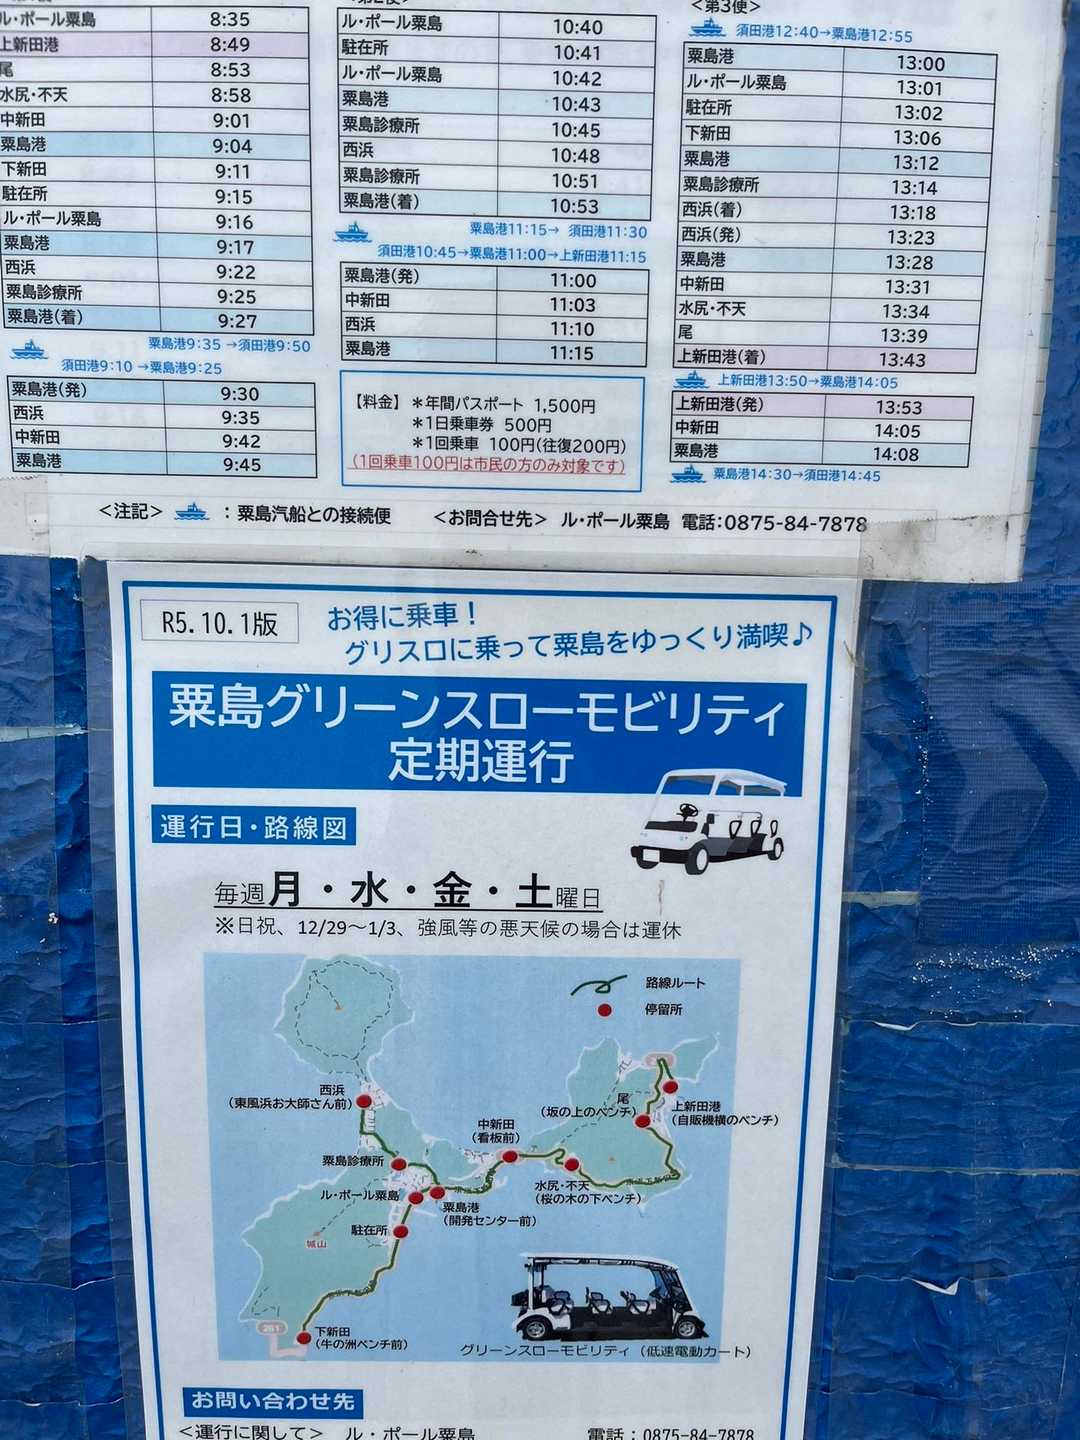 ル・ポール粟島 8:35
上新田港 8:49
尾 8:53
水尻・不天 8:58
中新田 9:01
粟島港 9:04
下新田 9:11
駐在所 9:15
ル・ポール粟島 9:16
粟島港 9:17
西浜 9:22
粟島診療所 9:25
粟島港(着) 9:27
粟島港9:35 →須田港9:50
須田港9:10 →粟島港9:25
粟島港(発) 9:30
西浜 9:35
中新田 9:42
粟島港 9:45
ル・ポール粟島 10:40
駐在所 10:41
ル・ポール粟島 10:42
粟島港 10:43
粟島診療所 10:45
西浜 10:48
粟島診療所 10:51
粟島港(着) 10:53
粟島港11:15→ 須田港11:30
須田港10:45→粟島港11:00→上新田港11:15
粟島港(発) 11:00
中新田 11:03
西浜 11:10
粟島港 11:15
【料金】 *年間パスポート 1,500円
*1日乗車券 500円
*1回乗車 100円(往復200円)
(1回乗車100円は市民の方のみ対象です)
<第3便>
須田港12:40→粟島港12:55
粟島港 13:00
ル・ポール粟島 13:01
駐在所 13:02
下新田 13:06
粟島港 13:12
粟島診療所 13:14
西浜(着) 13:18
西浜(発) 13:23
粟島港 13:28
中新田 13:31
水尻・不天 13:34
尾 13:39
上新田港(着) 13:43
上新田港13:50→粟島港14:05
上新田港(発) 13:53
中新田 14:05
粟島港 14:08
粟島港14:30→須田港14:45
<注記> :粟島汽船との接続便 <お問合せ先> ル・ポール粟島 電話:0875-84-7878
R5.10.1版
お得に乗車!
グリスロに乗って粟島をゆっくり満喫♪
粟島グリーンスローモビリティ
定期運行
運行日・路線図
毎週月・水・金・土曜日
※日祝、12/29~1/3、強風等の悪天候の場合は運休
路線ルート
停留所
西浜
(東風浜お大師さん前)
中新田
(看板前)
尾
(坂の上のベンチ)
上新田港
(自販機横のベンチ)
粟島診療所
水尻・不天
(桜の木の下ベンチ)
ル・ポール粟島
粟島港
(開発センター前)
駐在所
城山
261
下新田
(牛の洲ベンチ前)
グリーンスローモビリティ(低速電動カート)
お問い合わせ先
<運行に関して> ル・ポール粟島 電話:0875-84-7878